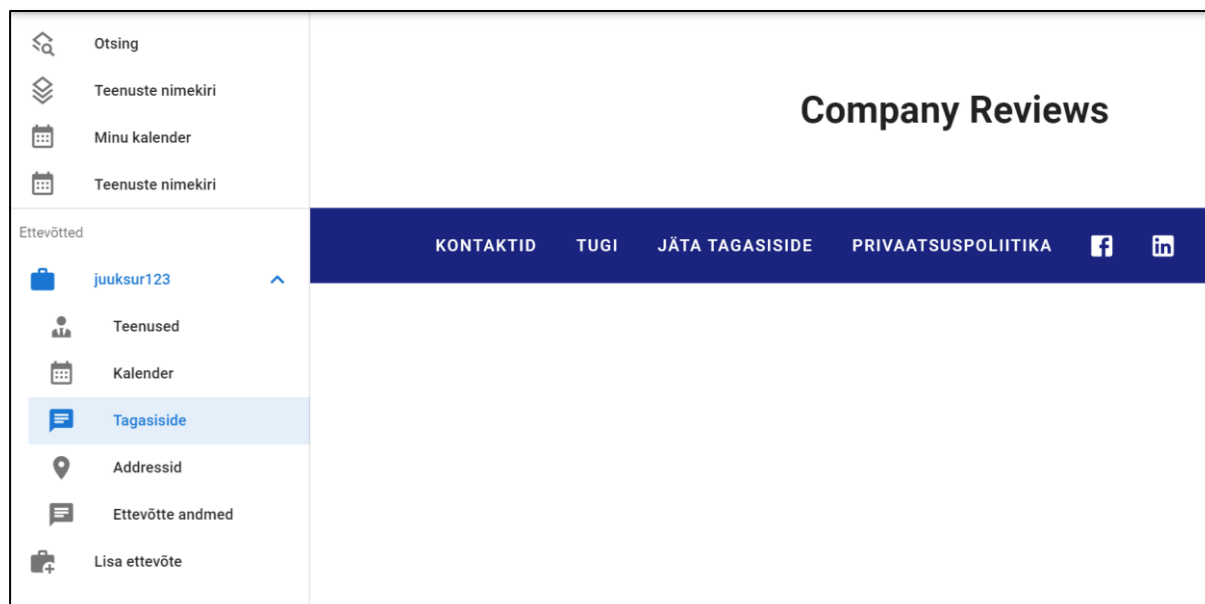 Otsing
Teenuste nimekiri
Minu kalender
Teenuste nimekiri
Ettevõtted
juuksur123
Teenused
Kalender
Tagasiside
Addressid
Ettevõtte andmed
Lisa ettevõte
Company Reviews
KONTAKTID TUGI JÄTA TAGASISIDE PRIVAATSUSPOLIITIKA